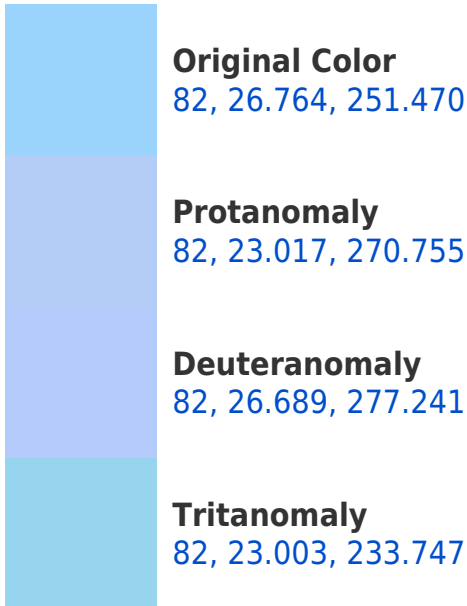 Original Color
82, 26.764, 251.470
Protanomaly
82, 23.017, 270.755
Deuteranomaly
82, 26.689, 277.241
Tritanomaly
82, 23.003, 233.747